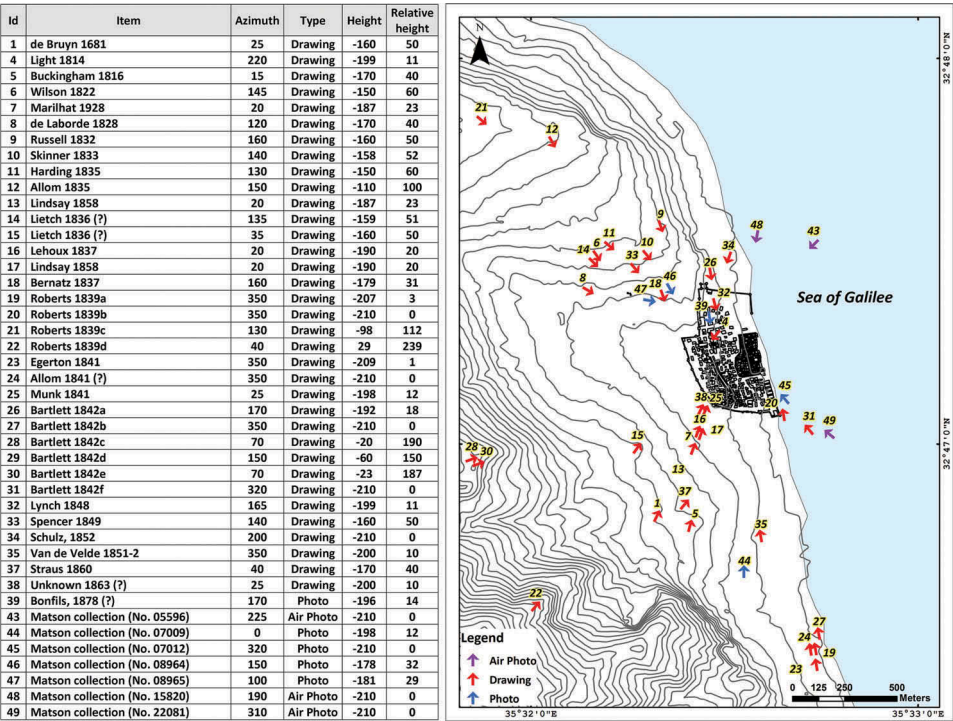 Id Item Azimuth Type Height Relative height
1 de Bruyn 1681 25 Drawing -160 50
4 Light 1814 220 Drawing -199 11
5 Buckingham 1816 15 Drawing -170 40
6 Wilson 1822 145 Drawing -150 60
7 Marilhat 1928 20 Drawing -187 23
8 de Laborde 1828 120 Drawing -170 40
9 Russell 1832 160 Drawing -160 50
10 Skinner 1833 140 Drawing -158 52
11 Harding 1835 130 Drawing -150 60
12 Allom 1835 150 Drawing -110 100
13 Lindsay 1858 20 Drawing -187 23
14 Lietch 1836 (?) 135 Drawing -159 51
15 Lietch 1836 (?) 35 Drawing -160 50
16 Lehoux 1837 20 Drawing -190 20
17 Lindsay 1858 20 Drawing -190 20
18 Bernatz 1837 160 Drawing -179 31
19 Roberts 1839a 350 Drawing -207 3
20 Roberts 1839b 350 Drawing -210 0
21 Roberts 1839c 130 Drawing -98 112
22 Roberts 1839d 40 Drawing 29 239
23 Egerton 1841 350 Drawing -209 1
24 Allom 1841 (?) 350 Drawing -210 0
25 Munk 1841 25 Drawing -198 12
26 Bartlett 1842a 170 Drawing -192 18
27 Bartlett 1842b 350 Drawing -210 0
28 Bartlett 1842c 70 Drawing -20 190
29 Bartlett 1842d 150 Drawing -60 150
30 Bartlett 1842e 70 Drawing -23 187
31 Bartlett 1842f 320 Drawing -210 0
32 Lynch 1848 165 Drawing -199 11
33 Spencer 1849 140 Drawing -160 50
34 Schulz, 1852 200 Drawing -210 0
35 Van de Velde 1851-2 350 Drawing -200 10
37 Straus 1860 40 Drawing -170 40
38 Unknown 1863 (?) 25 Drawing -200 10
39 Bonfils, 1878 (?) 170 Photo -196 14
43 Matson collection (No. 05596) 225 Air Photo -210 0
44 Matson collection (No. 07009) 0 Photo -198 12
45 Matson collection (No. 07012) 320 Photo -210 0
46 Matson collection (No. 08964) 150 Photo -178 32
47 Matson collection (No. 08965) 100 Photo -181 29
48 Matson collection (No. 15820) 190 Air Photo -210 0
49 Matson collection (No. 22081) 310 Air Photo -210 0
N
32°48'0"N
21
12
9
48
43
11
6
14
10
34
33
26
46
8
47
18
Sea of Galilee
32
39
4
45
38
25
20
31
49
16
17
32°47'0"N
15
7
28
30
13
37
1
5
35
44
22
27
24
19
23
Legend
Air Photo
Drawing
Photo
0 125 250 500
Meters
35°32'0"E
35°33'0"E